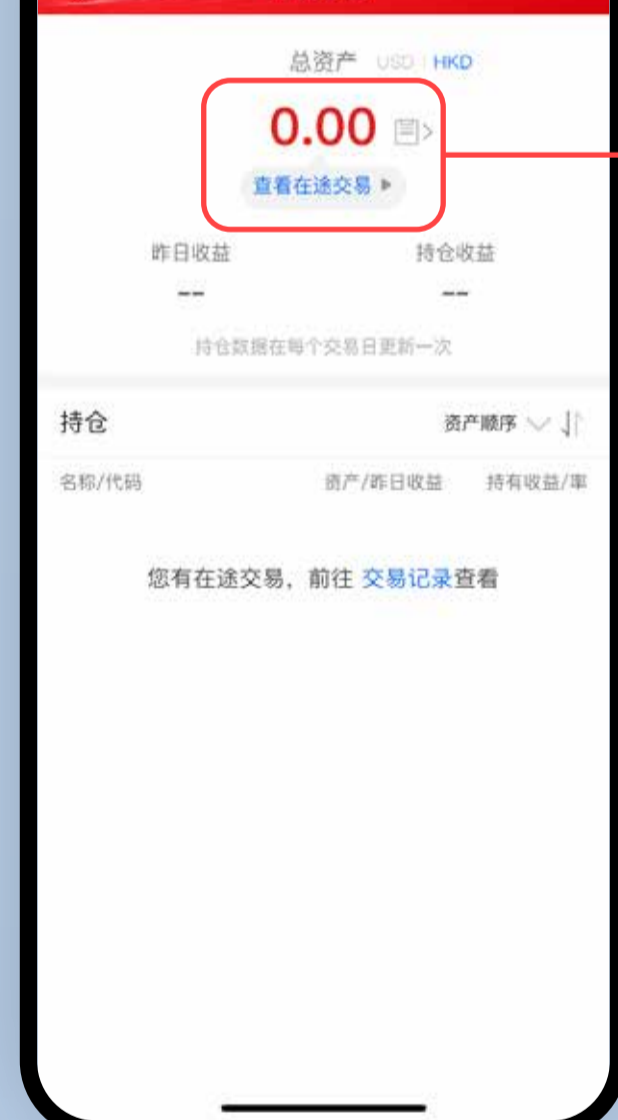 总资产 USD HKD
0.00
查看在途交易
昨日收益 持仓收益
-- --
持仓数据在每个交易日更新一次
持仓 资产顺序
名称/代码 资产/昨日收益 持有收益/率
您有在途交易，前往 交易记录查看